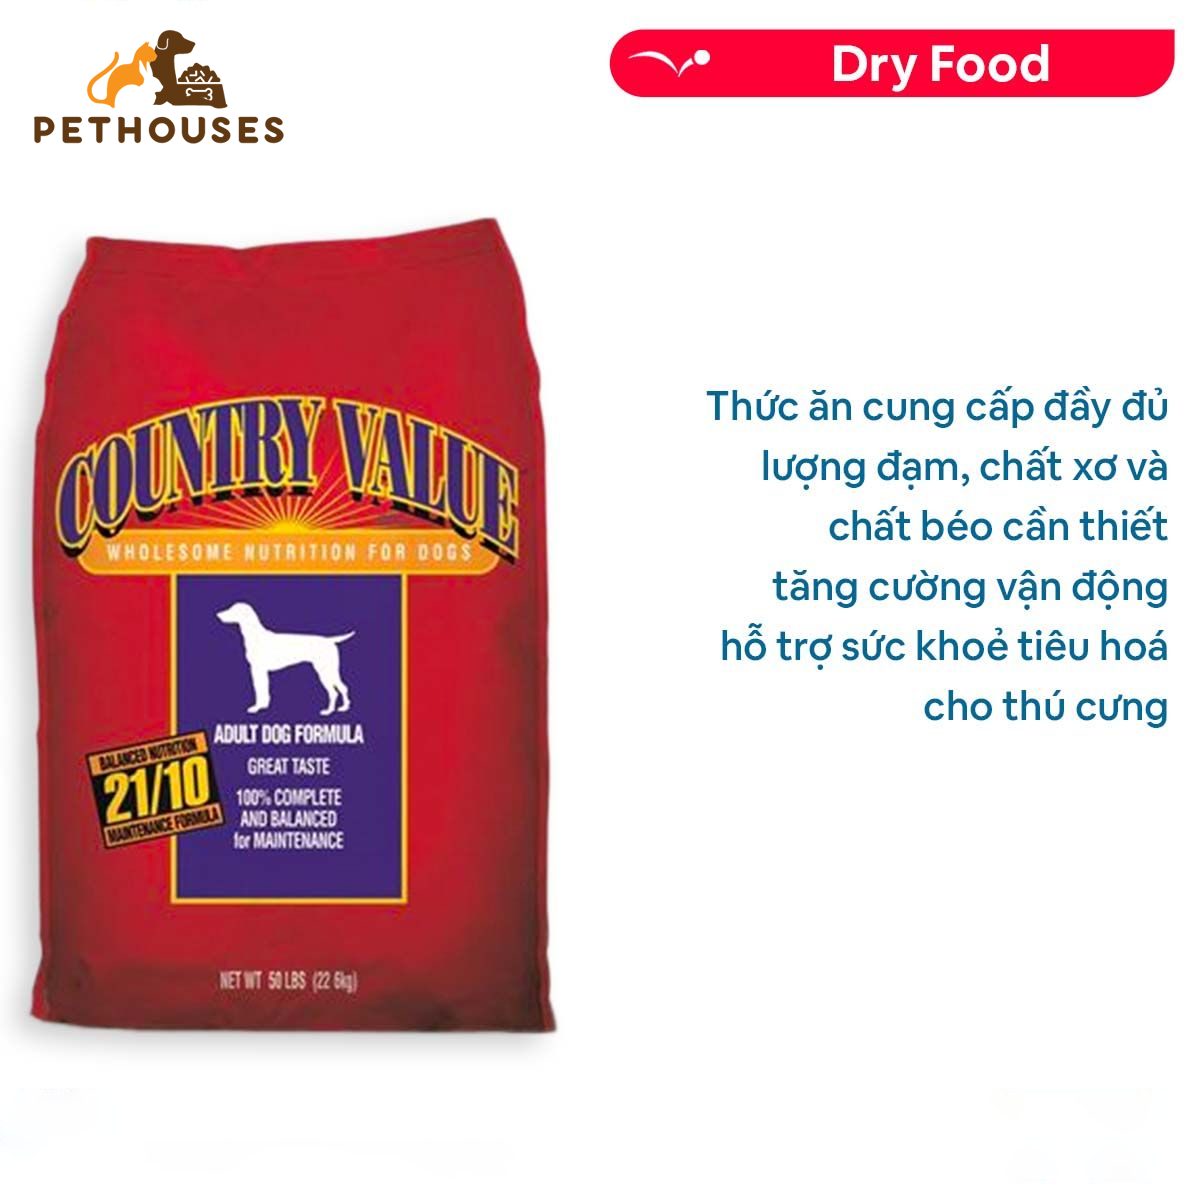 PETHOUSES
Dry Food
COUNTRY VALUE
WHOLESOME NUTRITION FOR DOGS
ADULT DOG FORMULA
GREAT TASTE
100% COMPLETE
AND BALANCED
for MAINTENANCE
BALANCED NUTRITION
21/10
MAINTENANCE FORMULA
NET WT 50 LBS (22 6kg)
Thức ăn cung cấp đầy đủ
lượng đạm, chất xơ và
chất béo cần thiết
tăng cường vận động
hỗ trợ sức khoẻ tiêu hoá
cho thú cưng